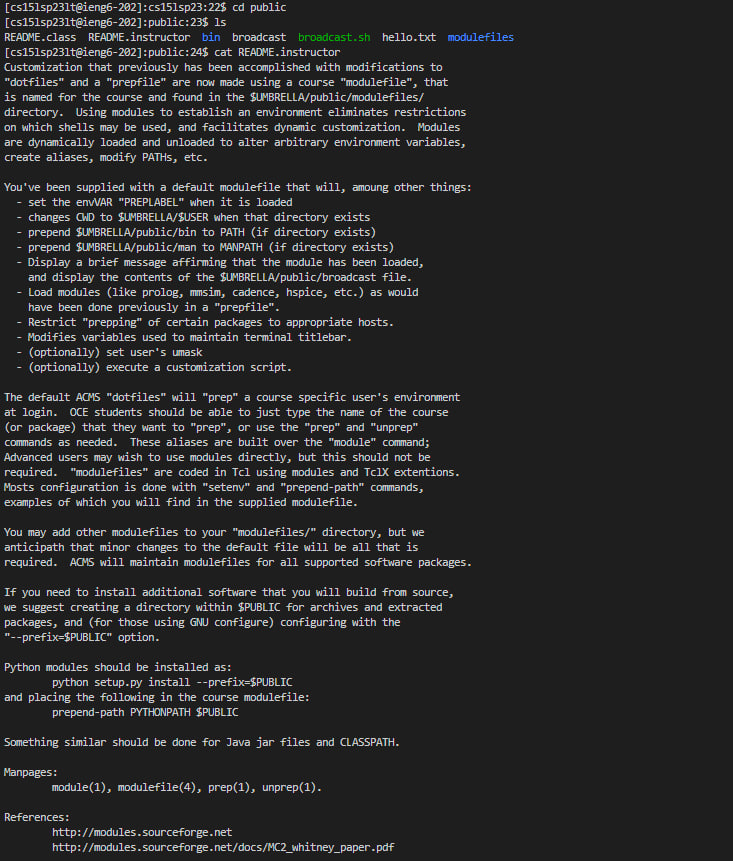 [cs15lsp23lt@ieng6-202]:cs15lsp23:22$ cd public
[cs15lsp23lt@ieng6-202]:public:23$ ls
README.class  README.instructor  bin  broadcast  broadcast.sh  hello.txt  modulefiles
[cs15lsp23lt@ieng6-202]:public:24$ cat README.instructor
Customization that previously has been accomplished with modifications to
"dotfiles" and a "prepfile" are now made using a course "modulefile", that
is named for the course and found in the $UMBRELLA/public/modulefiles/
directory.  Using modules to establish an environment eliminates restrictions
on which shells may be used, and facilitates dynamic customization.  Modules
are dynamically loaded and unloaded to alter arbitrary environment variables,
create aliases, modify PATHs, etc.

You've been supplied with a default modulefile that will, amoung other things:
  - set the envVAR "PREPLABEL" when it is loaded
  - changes CWD to $UMBRELLA/$USER when that directory exists
  - prepend $UMBRELLA/public/bin to PATH (if directory exists)
  - prepend $UMBRELLA/public/man to MANPATH (if directory exists)
  - Display a brief message affirming that the module has been loaded,
    and display the contents of the $UMBRELLA/public/broadcast file.
  - Load modules (like prolog, mmsim, cadence, hspice, etc.) as would
    have been done previously in a "prepfile".
  - Restrict "prepping" of certain packages to appropriate hosts.
  - Modifies variables used to maintain terminal titlebar.
  - (optionally) set user's umask
  - (optionally) execute a customization script.

The default ACMS "dotfiles" will "prep" a course specific user's environment
at login.  OCE students should be able to just type the name of the course
(or package) that they want to "prep", or use the "prep" and "unprep"
commands as needed.  These aliases are built over the "module" command;
Advanced users may wish to use modules directly, but this should not be
required.  "modulefiles" are coded in Tcl using modules and TclX extentions.
Mosts configuration is done with "setenv" and "prepend-path" commands,
examples of which you will find in the supplied modulefile.

You may add other modulefiles to your "modulefiles/" directory, but we
anticipath that minor changes to the default file will be all that is
required.  ACMS will maintain modulefiles for all supported software packages.

If you need to install additional software that you will build from source,
we suggest creating a directory within $PUBLIC for archives and extracted
packages, and (for those using GNU configure) configuring with the
"--prefix=$PUBLIC" option.

Python modules should be installed as:
        python setup.py install --prefix=$PUBLIC
and placing the following in the course modulefile:
        prepend-path PYTHONPATH $PUBLIC

Something similar should be done for Java jar files and CLASSPATH.

Manpages:
        module(1), modulefile(4), prep(1), unprep(1).

References:
        http://modules.sourceforge.net
        http://modules.sourceforge.net/docs/MC2_whitney_paper.pdf